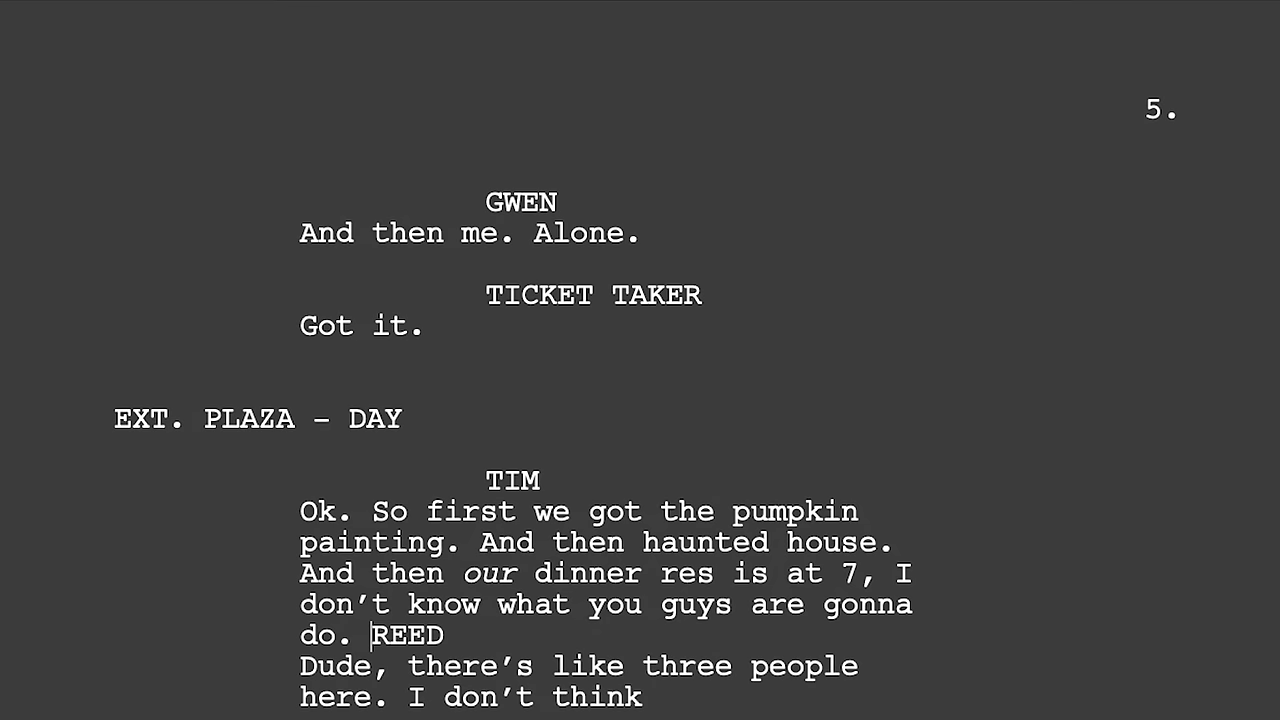 5.
GWEN
And then me. Alone.
TICKET TAKER
Got it.
EXT. PLAZA – DAY
TIM
Ok. So first we got the pumpkin
painting. And then haunted house.
And then our dinner res is at 7, I
don’t know what you guys are gonna
do. REED
Dude, there’s like three people
here. I don’t think